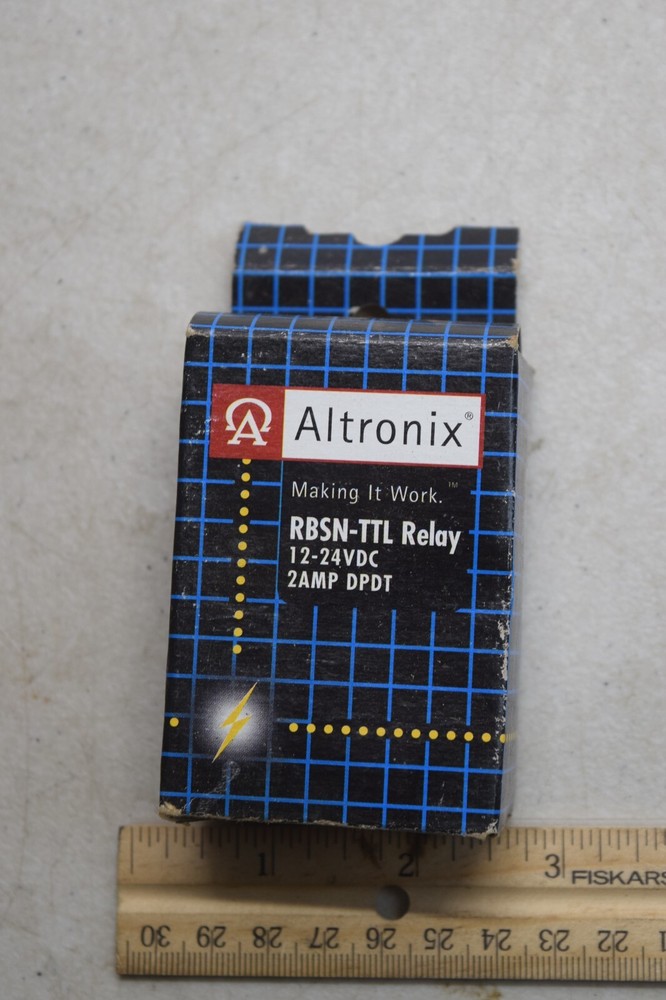 Altronix®
Making It Work.™
RBSN-TTL Relay
12-24VDC
2AMP DPDT
1 2 3 FISKARS
30 29 28 27 26 25 24 23 22